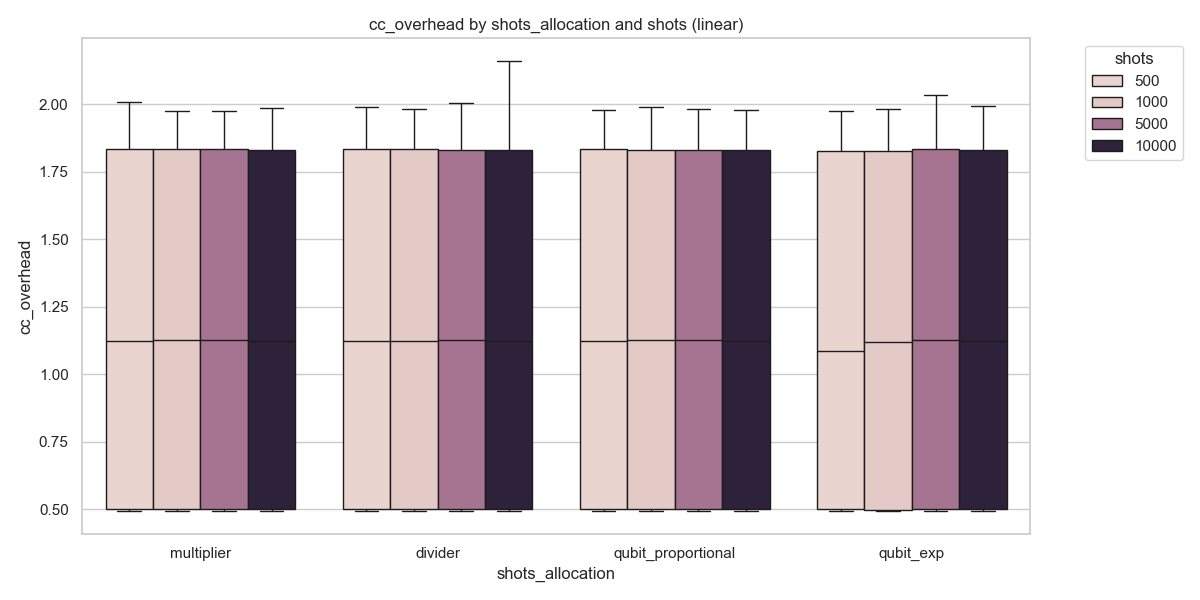 cc_overhead by shots_allocation and shots (linear)
shots
500
1000
5000
10000
cc_overhead
2.00
1.75
1.50
1.25
1.00
0.75
0.50
multiplier
divider
qubit_proportional
qubit_exp
shots_allocation